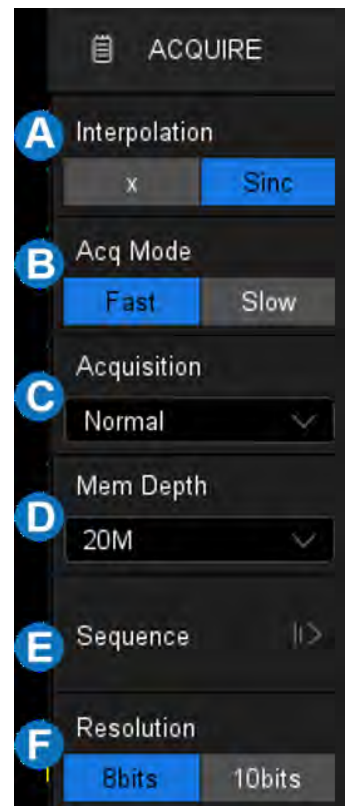 ACQUIRE
A Interpolation
x Sinc
B Acq Mode
Fast Slow
C Acquisition
Normal
D Mem Depth
20M
E Sequence
F Resolution
8bits 10bits